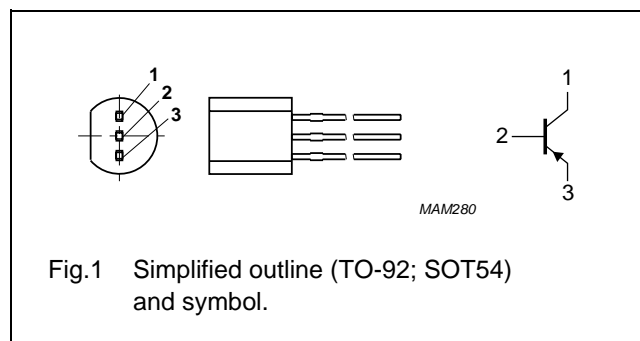 1
2
3
1
2
3
MAM280
Fig.1 Simplified outline (TO-92; SOT54)
and symbol.